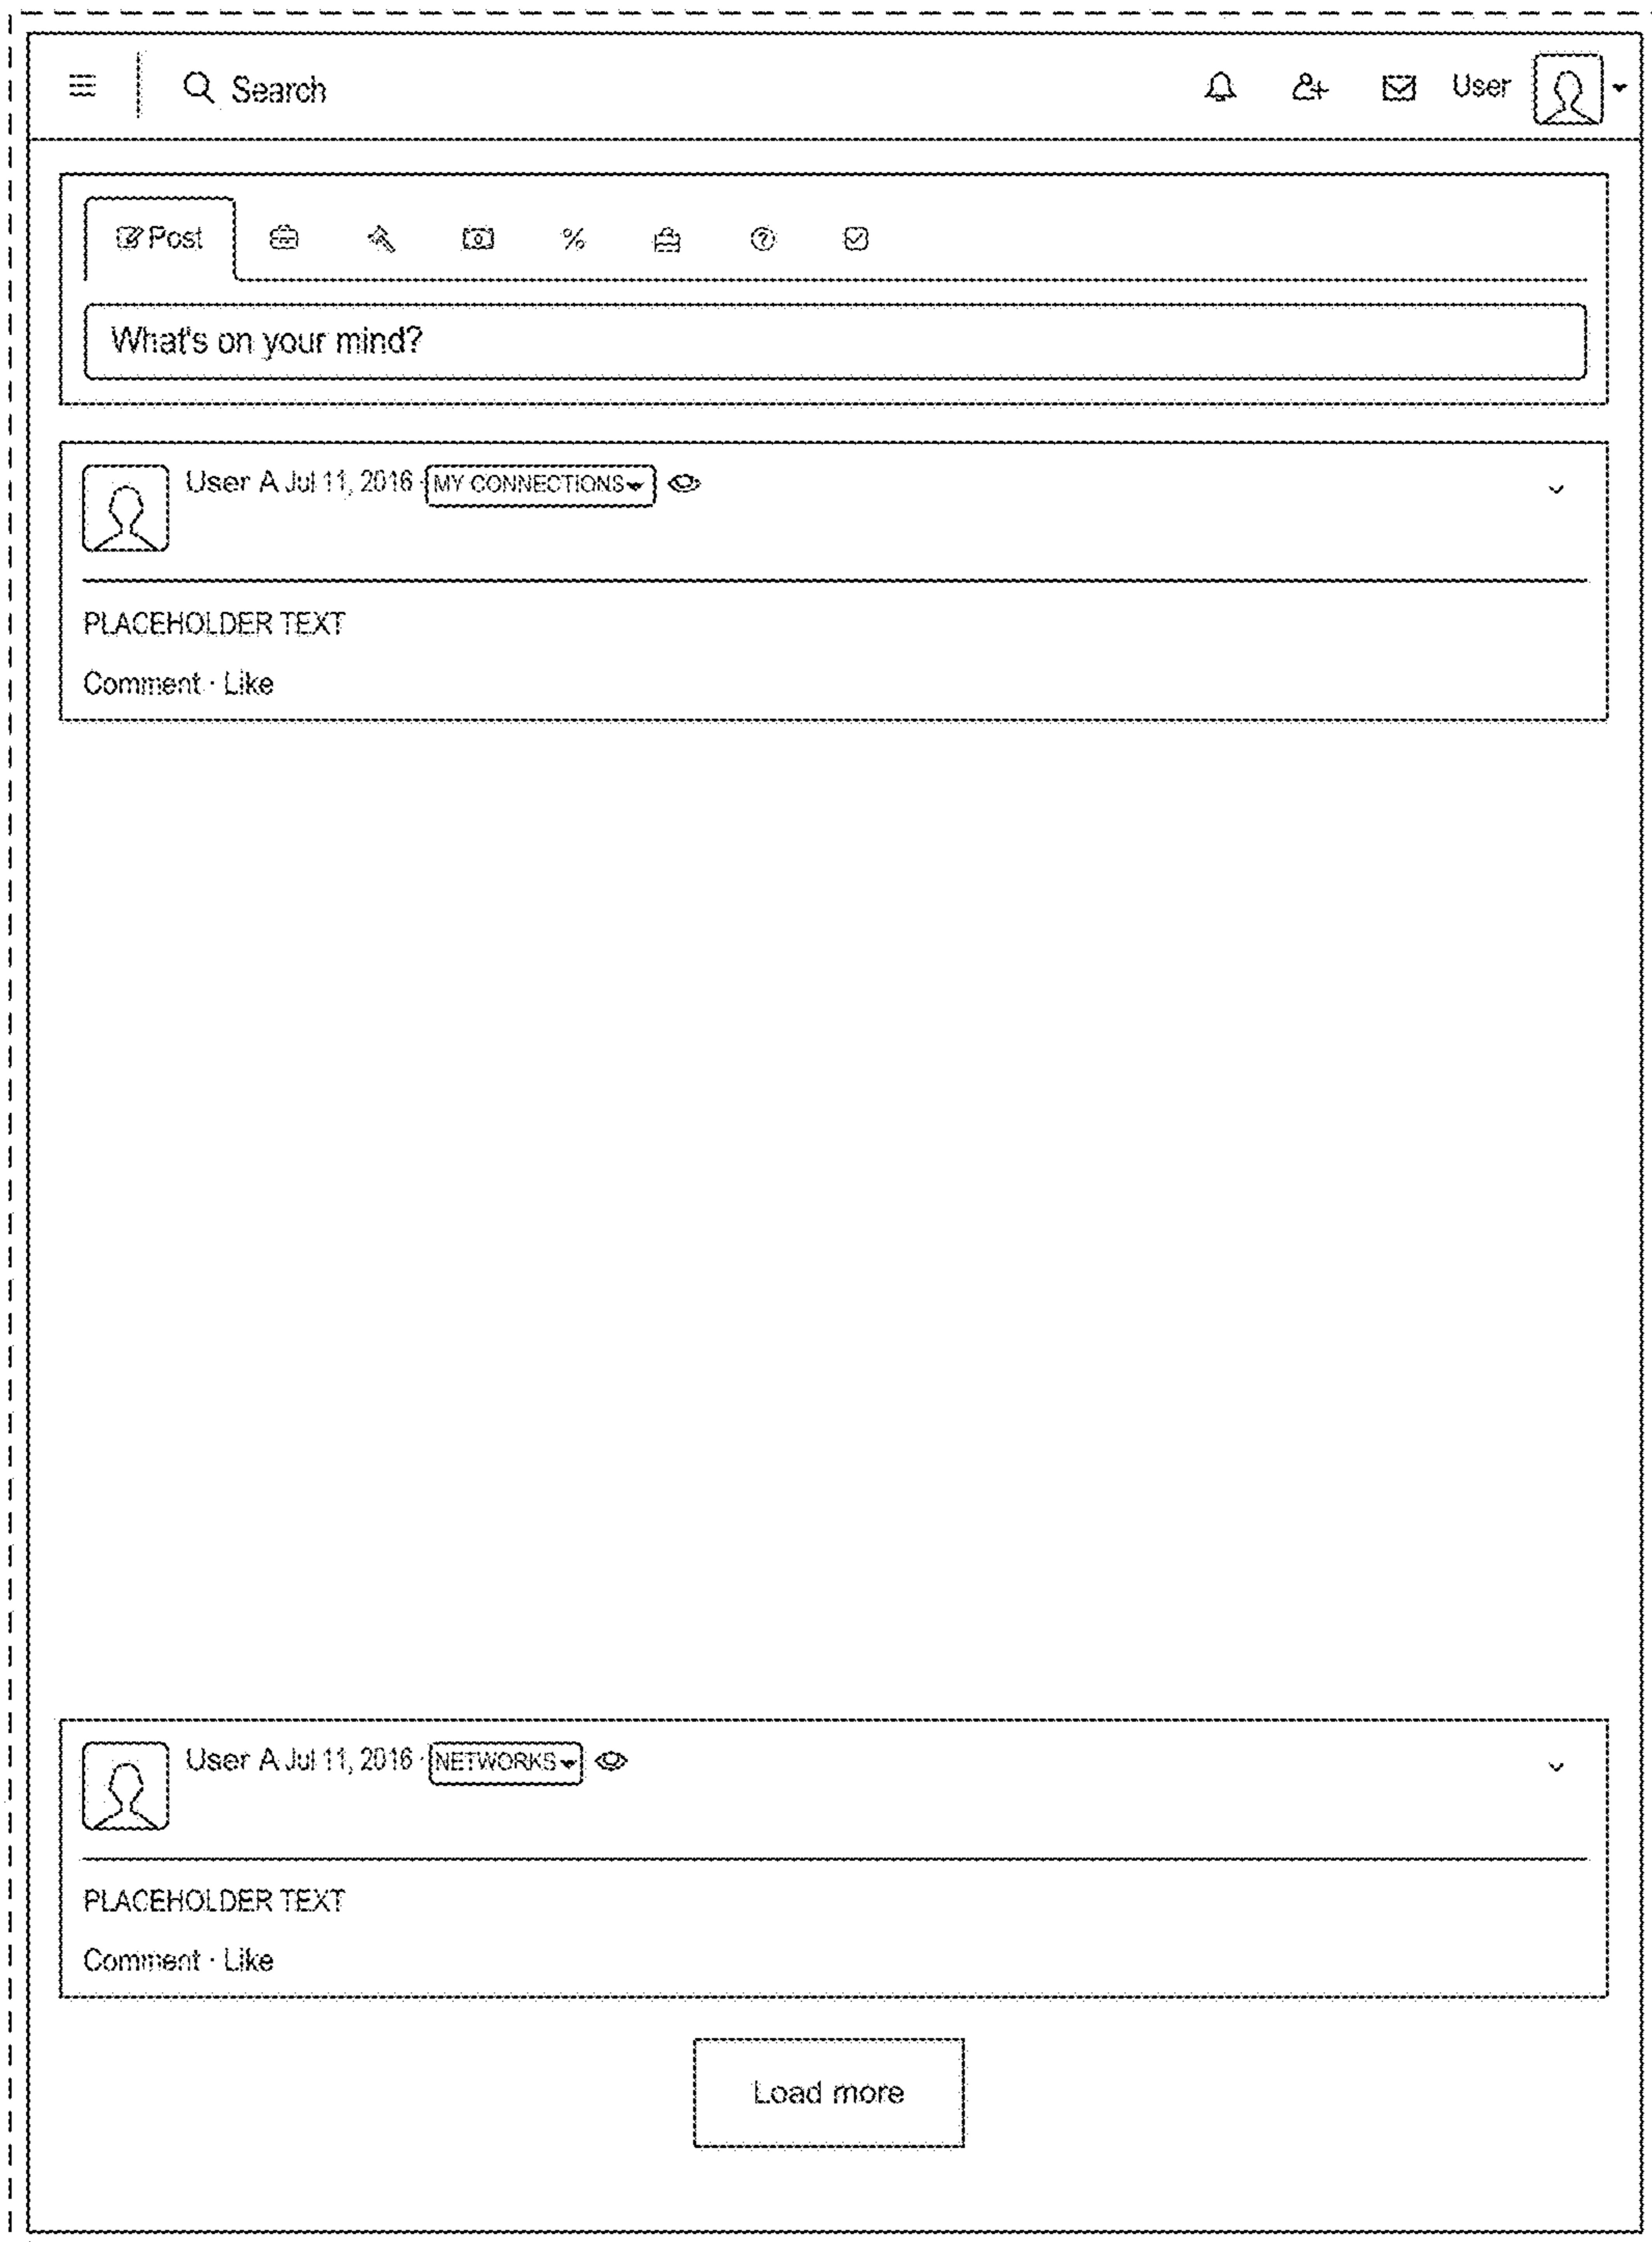 Search User
Post %
What's on your mind?
User A Jul 11, 2016 · MY CONNECTIONS
PLACEHOLDER TEXT
Comment · Like
User A Jul 11, 2016 · NETWORKS
PLACEHOLDER TEXT
Comment · Like
Load more